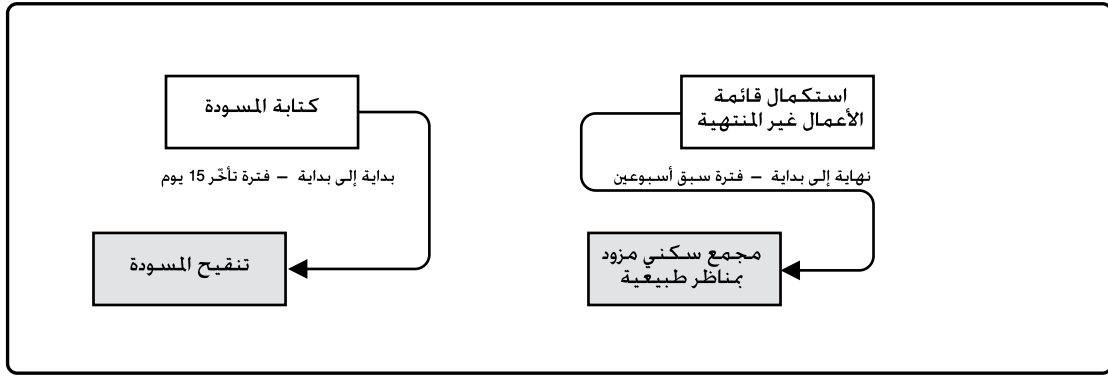 استكمال قائمة
الأعمال غير المنتهية
نهاية إلى بداية – فترة سبق أسبوعين
مجمع سكني مزود
بمناظر طبيعية
كتابة المسودة
بداية إلى بداية – فترة تأخّر 15 يوم
تنقيح المسودة